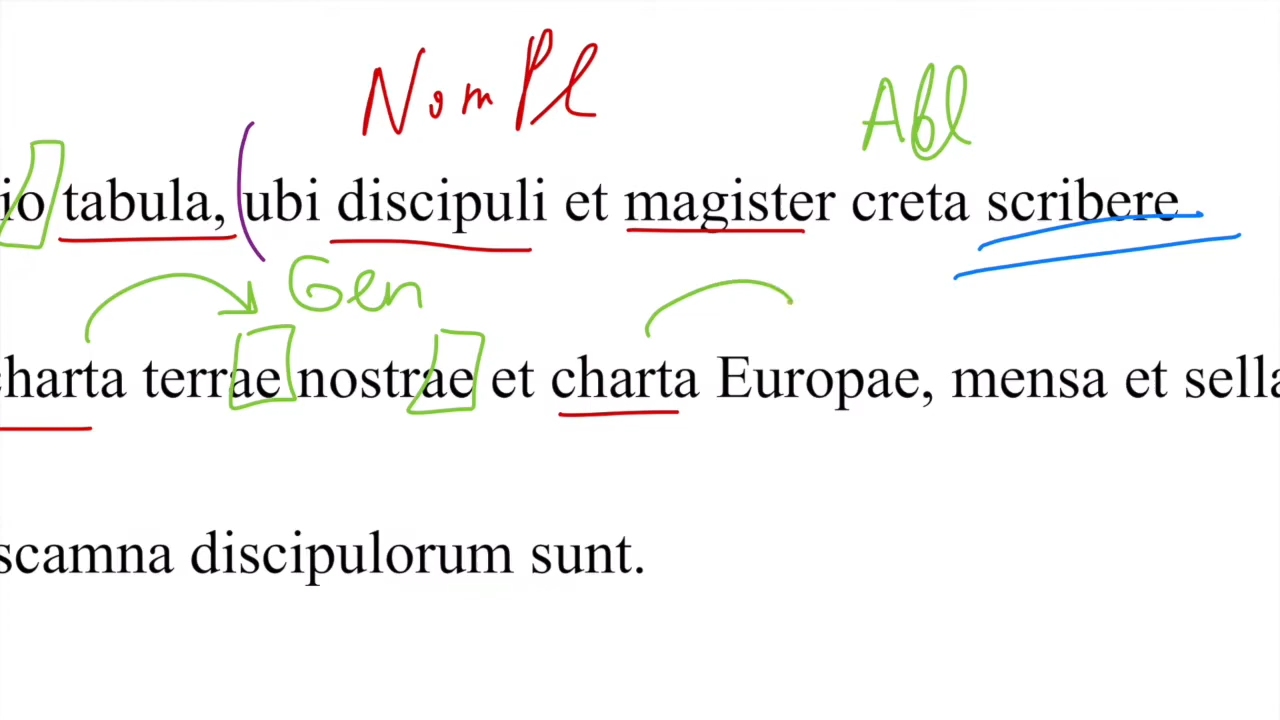 Nom Pl
Abl
io tabula, (ubi discipuli et magister creta scribere
Gen
charta terrae nostrae et charta Europae, mensa et sella
scamna discipulorum sunt.